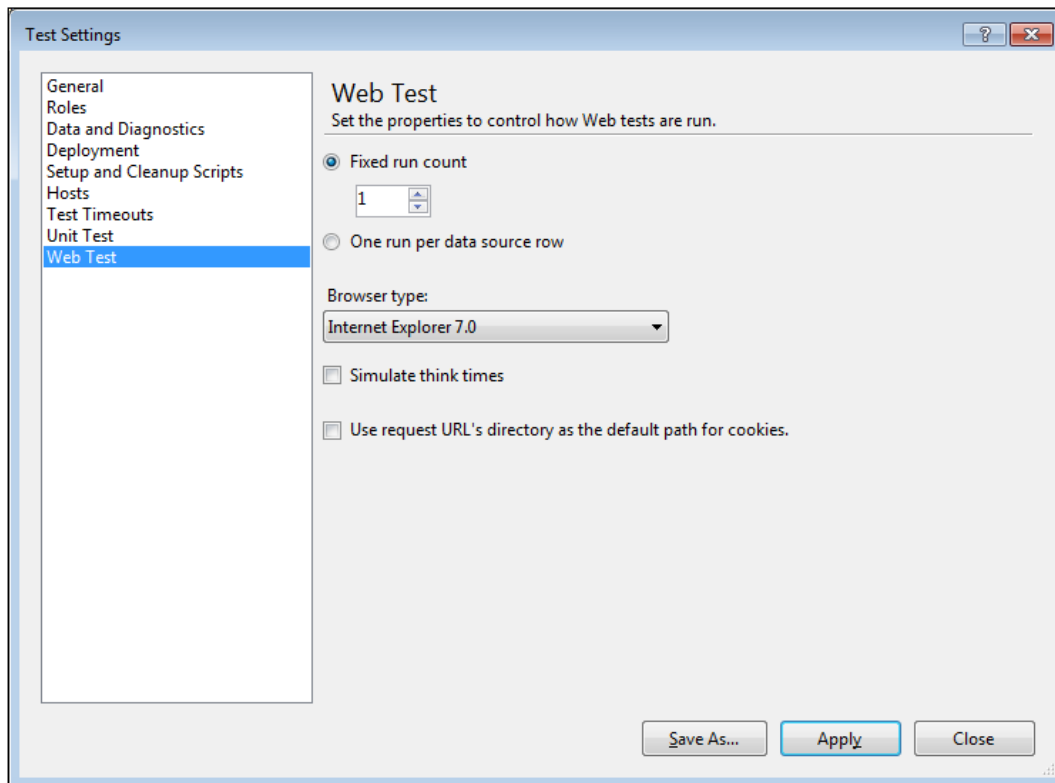 Test Settings
General
Roles
Data and Diagnostics
Deployment
Setup and Cleanup Scripts
Hosts
Test Timeouts
Unit Test
Web Test
Web Test
Set the properties to control how Web tests are run.
Fixed run count
1
One run per data source row
Browser type:
Internet Explorer 7.0
Simulate think times
Use request URL's directory as the default path for cookies.
Save As... Apply Close